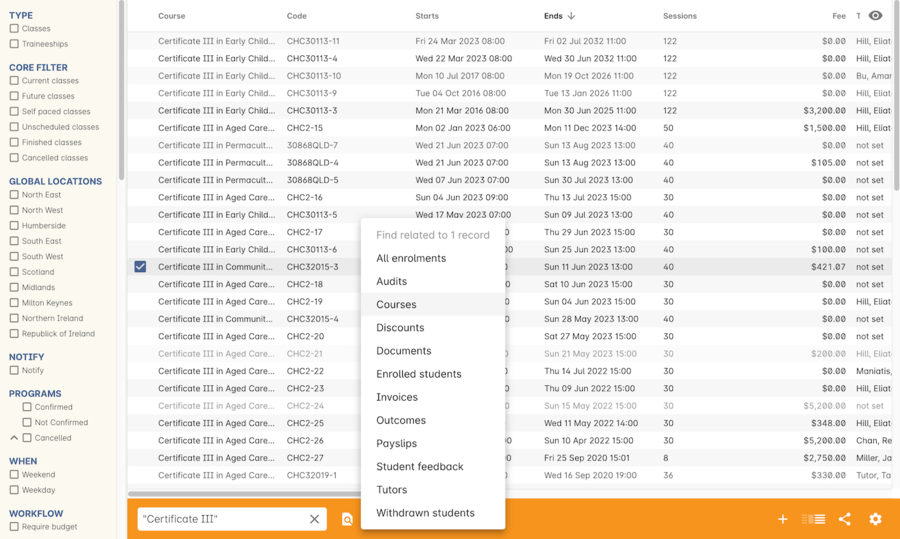 TYPE
Classes
Traineeships
CORE FILTER
Current classes
Future classes
Self paced classes
Unscheduled classes
Finished classes
Cancelled classes
GLOBAL LOCATIONS
North East
North West
Humberside
South East
South West
Scotland
Midlands
Milton Keynes
Northern Ireland
Republick of Ireland
NOTIFY
Notify
PROGRAMS
Confirmed
Not Confirmed
Cancelled
WHEN
Weekend
Weekday
WORKFLOW
Require budget
Course Code Starts Ends Sessions Fee T
Certificate III in Early Child... CHC30113-11 Fri 24 Mar 2023 08:00 Fri 02 Jul 2032 11:00 122 $0.00 Hill, Eliat
Certificate III in Early Child... CHC30113-4 Wed 22 Mar 2023 08:00 Wed 30 Jun 2032 11:00 122 $0.00 Hill, Eliat
Certificate III in Early Child... CHC30113-10 Mon 10 Jul 2017 08:00 Mon 19 Oct 2026 11:00 122 $0.00 Bu, Amar
Certificate III in Early Child... CHC30113-9 Tue 04 Oct 2016 08:00 Tue 13 Jan 2026 11:00 122 $0.00 Hill, Eliat
Certificate III in Early Child... CHC30113-3 Mon 21 Mar 2016 08:00 Mon 30 Jun 2025 11:00 122 $3,200.00 Hill, Eliat
Certificate III in Aged Care... CHC2-15 Mon 02 Jan 2023 06:00 Mon 11 Dec 2023 14:00 50 $1,500.00 Hill, Eliat
Certificate III in Permacult... 30868QLD-7 Wed 21 Jun 2023 07:00 Sun 13 Aug 2023 13:00 40 $0.00 not set
Certificate III in Permacult... 30868QLD-4 Wed 21 Jun 2023 07:00 Sun 13 Aug 2023 13:00 40 $105.00 not set
Certificate III in Permacult... 30868QLD-5 Wed 07 Jun 2023 07:00 Sun 30 Jul 2023 13:00 40 $0.00 not set
Certificate III in Aged Care... CHC2-16 Sun 04 Jun 2023 09:00 Thu 13 Jul 2023 15:00 30 $0.00 not set
Certificate III in Early Child... CHC30113-5 Wed 17 May 2023 07:00 Sun 09 Jul 2023 13:00 40 $0.00 not set
Certificate III in Aged Care... CHC2-17 Thu 29 Jun 2023 15:00 30 $0.00 not set
Certificate III in Early Child... CHC30113-6 Sun 25 Jun 2023 13:00 40 $100.00 not set
Certificate III in Communit... CHC32015-3 Sun 11 Jun 2023 13:00 40 $421.07 not set
Certificate III in Aged Care... CHC2-18 Sat 10 Jun 2023 15:00 30 $0.00 not set
Certificate III in Aged Care... CHC2-19 Sun 04 Jun 2023 15:00 30 $0.00 Hill, Eliat
Certificate III in Communit... CHC32015-4 Sun 28 May 2023 13:00 40 $0.00 not set
Certificate III in Aged Care... CHC2-20 Sat 27 May 2023 15:00 30 $0.00 not set
Certificate III in Aged Care... CHC2-21 Sun 21 May 2023 15:00 30 $200.00 Hill, Eliat
Certificate III in Aged Care... CHC2-22 Thu 14 Jul 2022 15:00 30 $0.00 Maniatis,
Certificate III in Aged Care... CHC2-23 Thu 09 Jun 2022 15:00 30 $0.00 Hill, Eliat
Certificate III in Aged Care... CHC2-24 Sun 15 May 2022 15:00 30 $5,200.00 not set
Certificate III in Aged Care... CHC2-25 Wed 11 May 2022 14:00 30 $348.00 Hill, Eliat
Certificate III in Aged Care... CHC2-26 Sun 10 Apr 2022 15:00 30 $5,200.00 Chan, Re
Certificate III in Aged Care... CHC2-27 Fri 25 Sep 2020 15:01 8 $2,750.00 Miller, Ja
Certificate III in Aged Care... CHC32019-1 Wed 16 Sep 2020 19:00 36 $330.00 Tutor, Ta
Find related to 1 record
All enrolments
Audits
Courses
Discounts
Documents
Enrolled students
Invoices
Outcomes
Payslips
Student feedback
Tutors
Withdrawn students
"Certificate III"